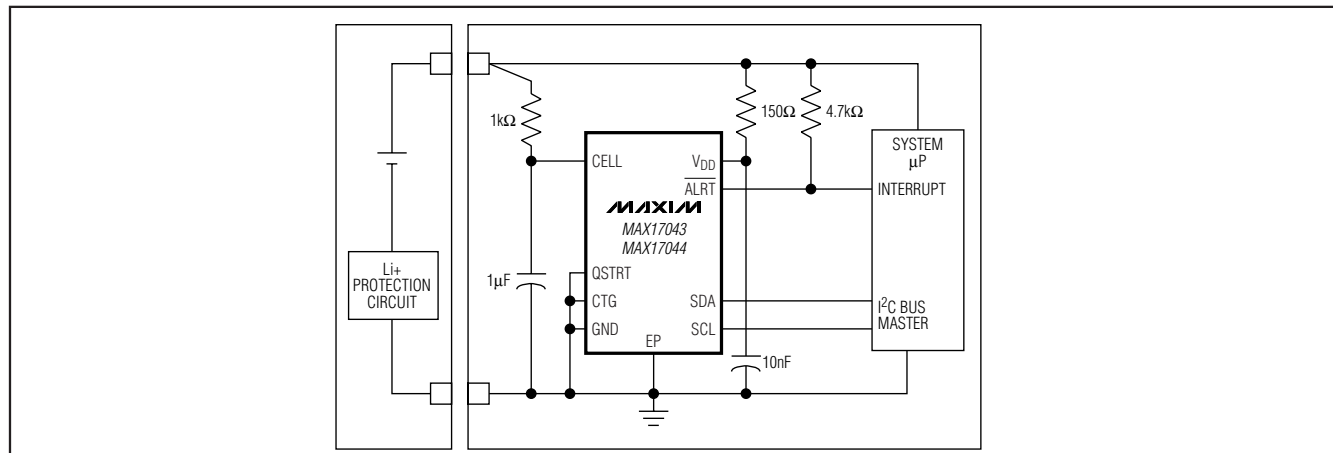 1kΩ
150Ω
4.7kΩ
SYSTEM
μP
CELL
VDD
ALRT
INTERRUPT
MAXIM
MAX17043
MAX17044
Li+
PROTECTION
CIRCUIT
1μF
QSTRT
CTG
SDA
I²C BUS
MASTER
GND
SCL
EP
10nF